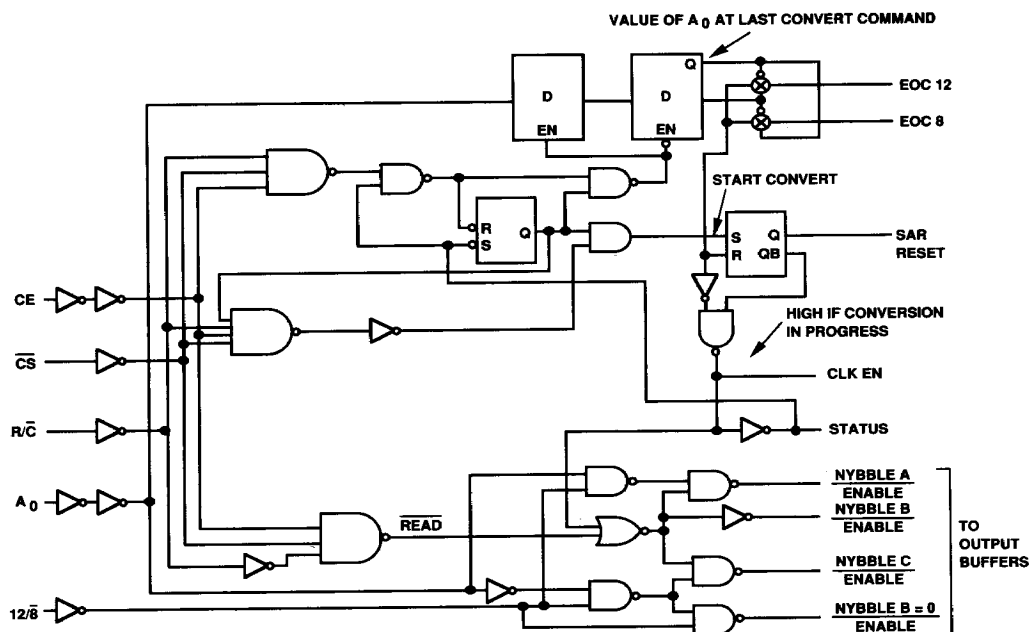 VALUE OF A0 AT LAST CONVERT COMMAND
Q
D
D
EN
EN
EOC 12
EOC 8
START CONVERT
R
S
Q
S
R
Q
QB
SAR
RESET
CE
HIGH IF CONVERSION
IN PROGRESS
C̅S̅
CLK EN
R/C̅
STATUS
A0
NYBBLE A
ENABLE
NYBBLE B
ENABLE
R̅E̅A̅D̅
TO
OUTPUT
BUFFERS
NYBBLE C
ENABLE
12/8̅
NYBBLE B = 0
ENABLE